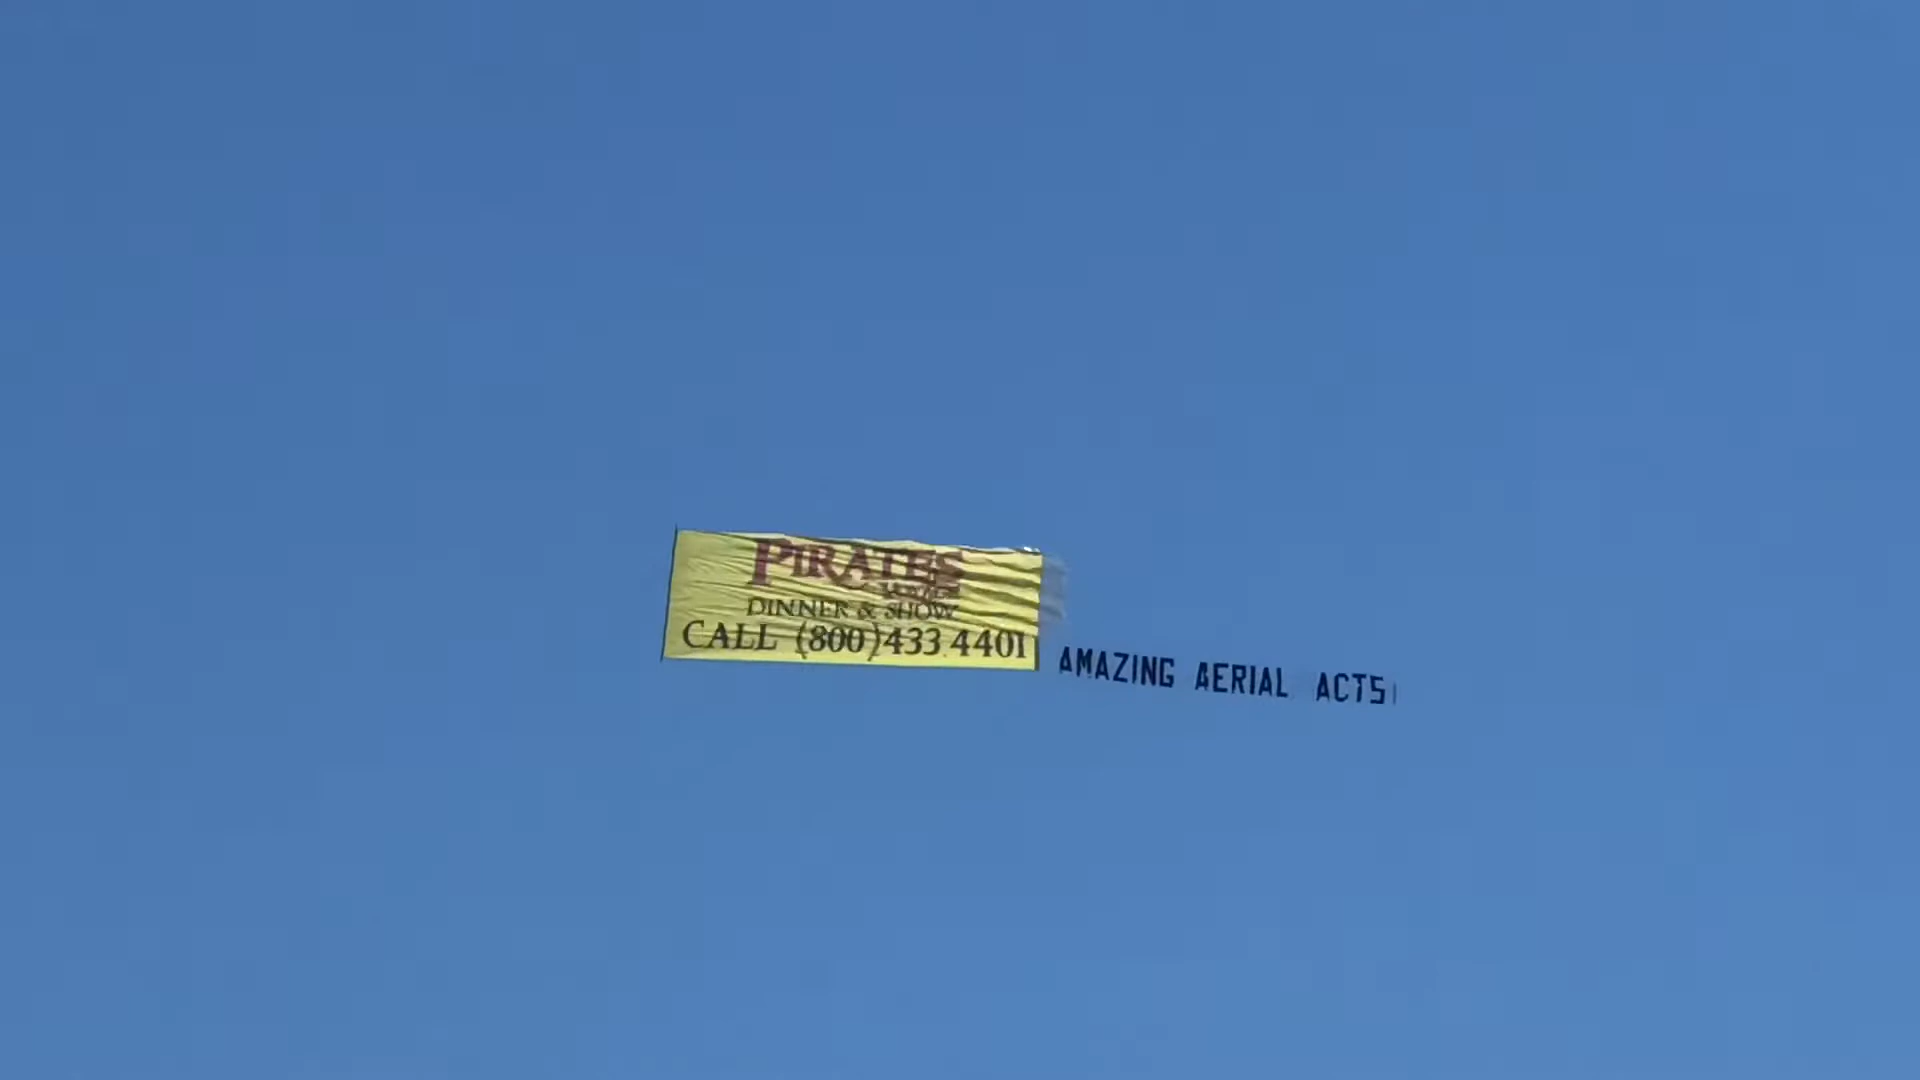 PIRATES
DINNER & SHOW
CALL (800)433.4401
AMAZING AERIAL ACTS